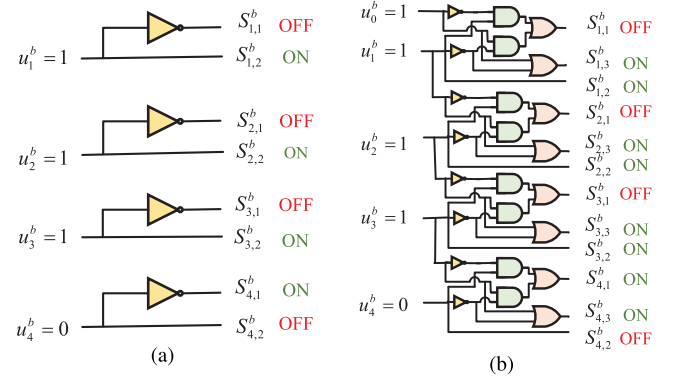 u_0^b = 1
S_{1,1}^b OFF
S_{1,1}^b OFF
u_1^b = 1
S_{1,2}^b ON
u_1^b = 1
S_{1,3}^b ON
S_{1,2}^b ON
S_{2,1}^b OFF
S_{2,1}^b OFF
u_2^b = 1
S_{2,2}^b ON
u_2^b = 1
S_{2,3}^b ON
S_{2,2}^b ON
S_{3,1}^b OFF
S_{3,1}^b OFF
u_3^b = 1
S_{3,2}^b ON
u_3^b = 1
S_{3,3}^b ON
S_{3,2}^b ON
S_{4,1}^b ON
S_{4,1}^b ON
u_4^b = 0
S_{4,2}^b OFF
u_4^b = 0
S_{4,3}^b ON
S_{4,2}^b OFF
(a)
(b)